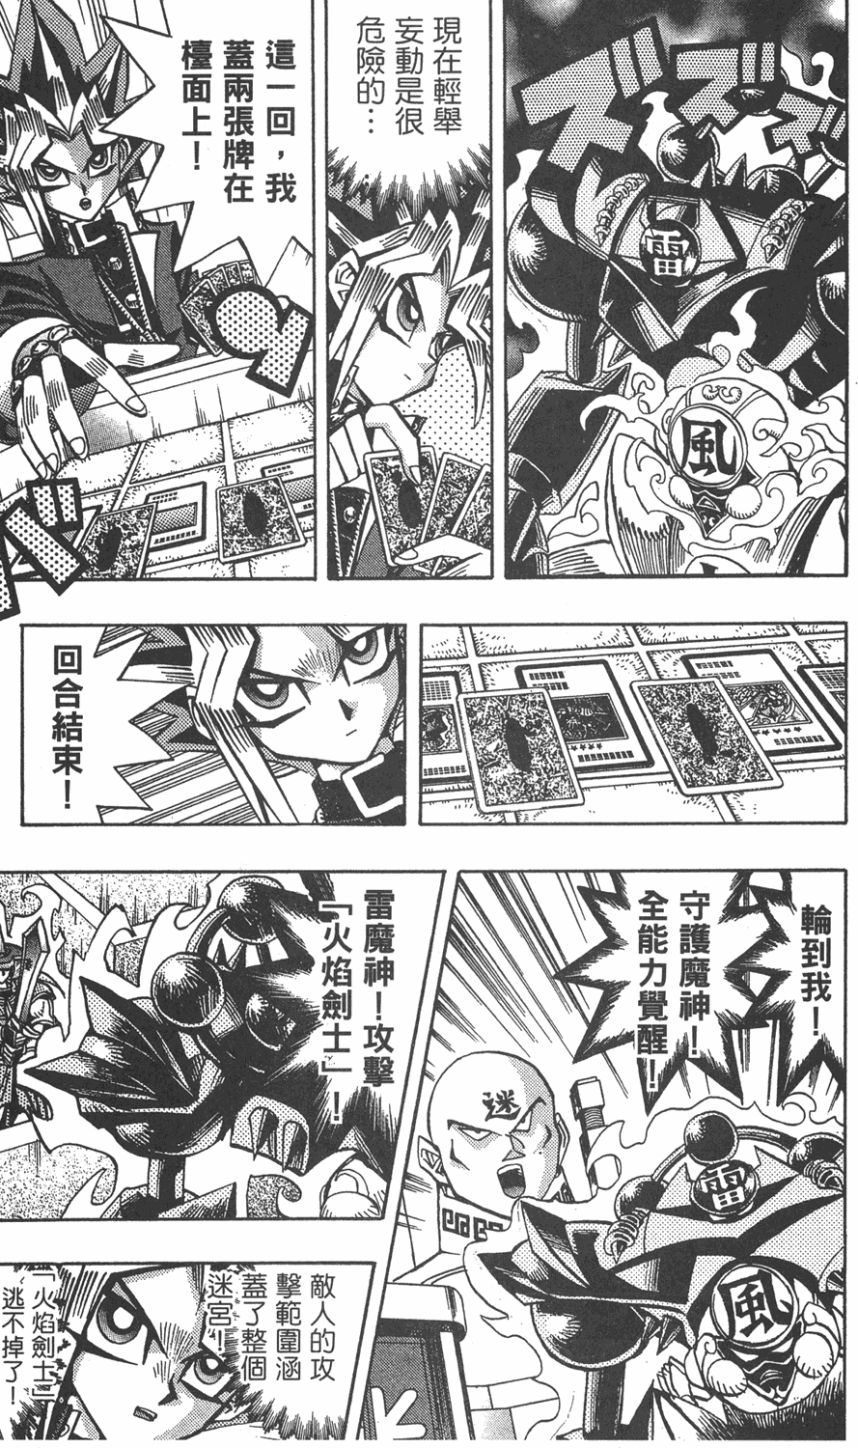 ズズズ
雷
風
現在輕舉
妄動是很
危險的…
這一回,我
蓋兩張牌在
檯面上!
回合結束!
輪到我!
守護魔神!
全能力覺醒!
迷
雷
風
雷魔神!攻擊
「火焰劍士」!
敵人的攻
擊範圍涵
蓋了整個
迷宮!
「火焰劍士」
逃不掉了!